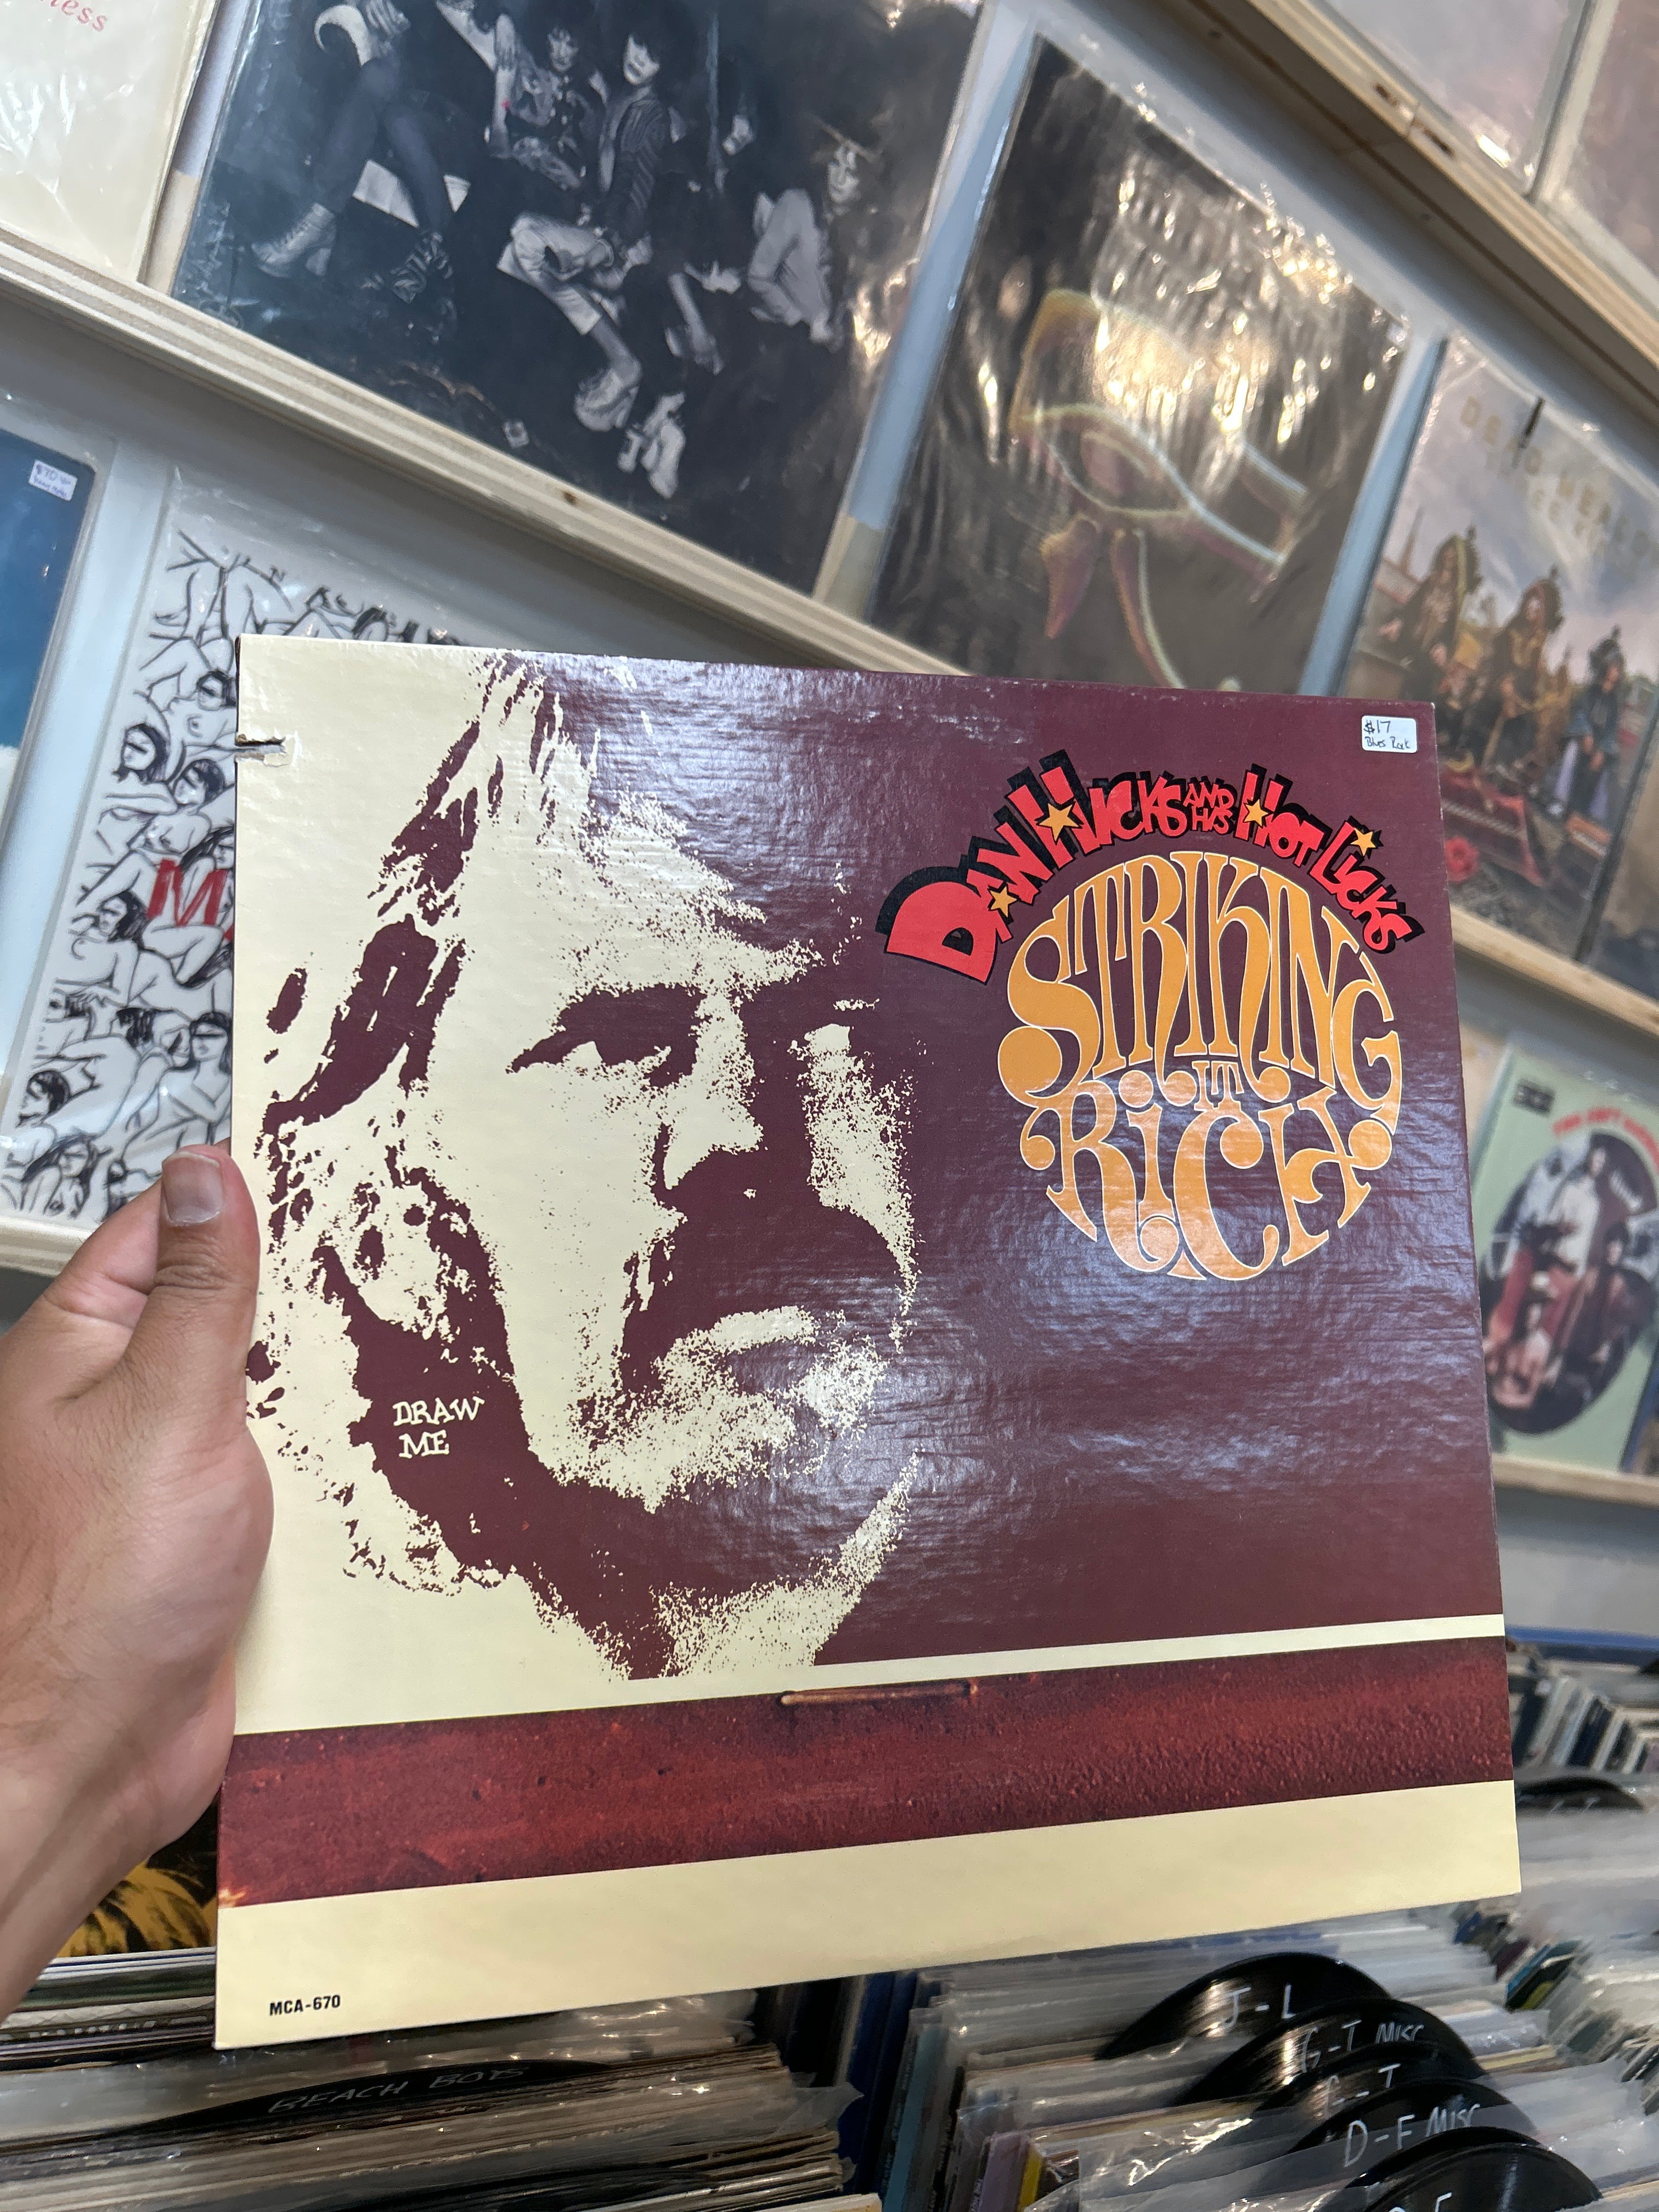 ness
$17
Blues Rock
DAN HICKS AND HIS HOT LICKS
STRIKING
IT
RICH
DRAW
ME
M
MCA-670
BEACH BOYS
J-L
G-T MISC
D-F MISC